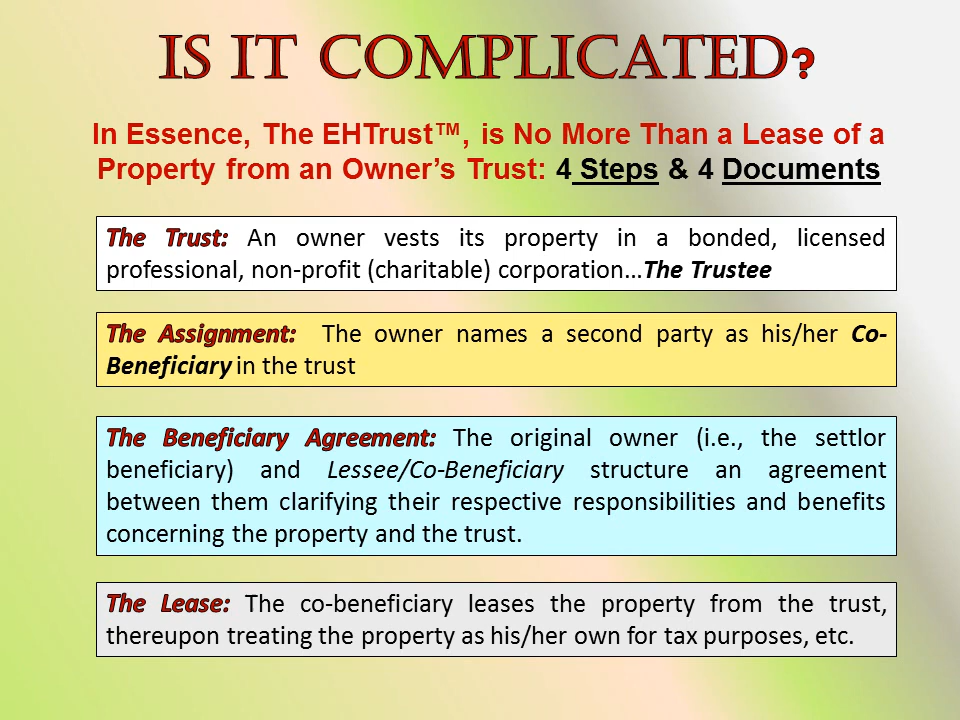 IS IT COMPLICATED?
In Essence, The EHTrust™, is No More Than a Lease of a
Property from an Owner’s Trust: 4 Steps & 4 Documents
The Trust: An owner vests its property in a bonded, licensed
professional, non-profit (charitable) corporation…The Trustee
The Assignment: The owner names a second party as his/her Co-
Beneficiary in the trust
The Beneficiary Agreement: The original owner (i.e., the settlor
beneficiary) and Lessee/Co-Beneficiary structure an agreement
between them clarifying their respective responsibilities and benefits
concerning the property and the trust.
The Lease: The co-beneficiary leases the property from the trust,
thereupon treating the property as his/her own for tax purposes, etc.